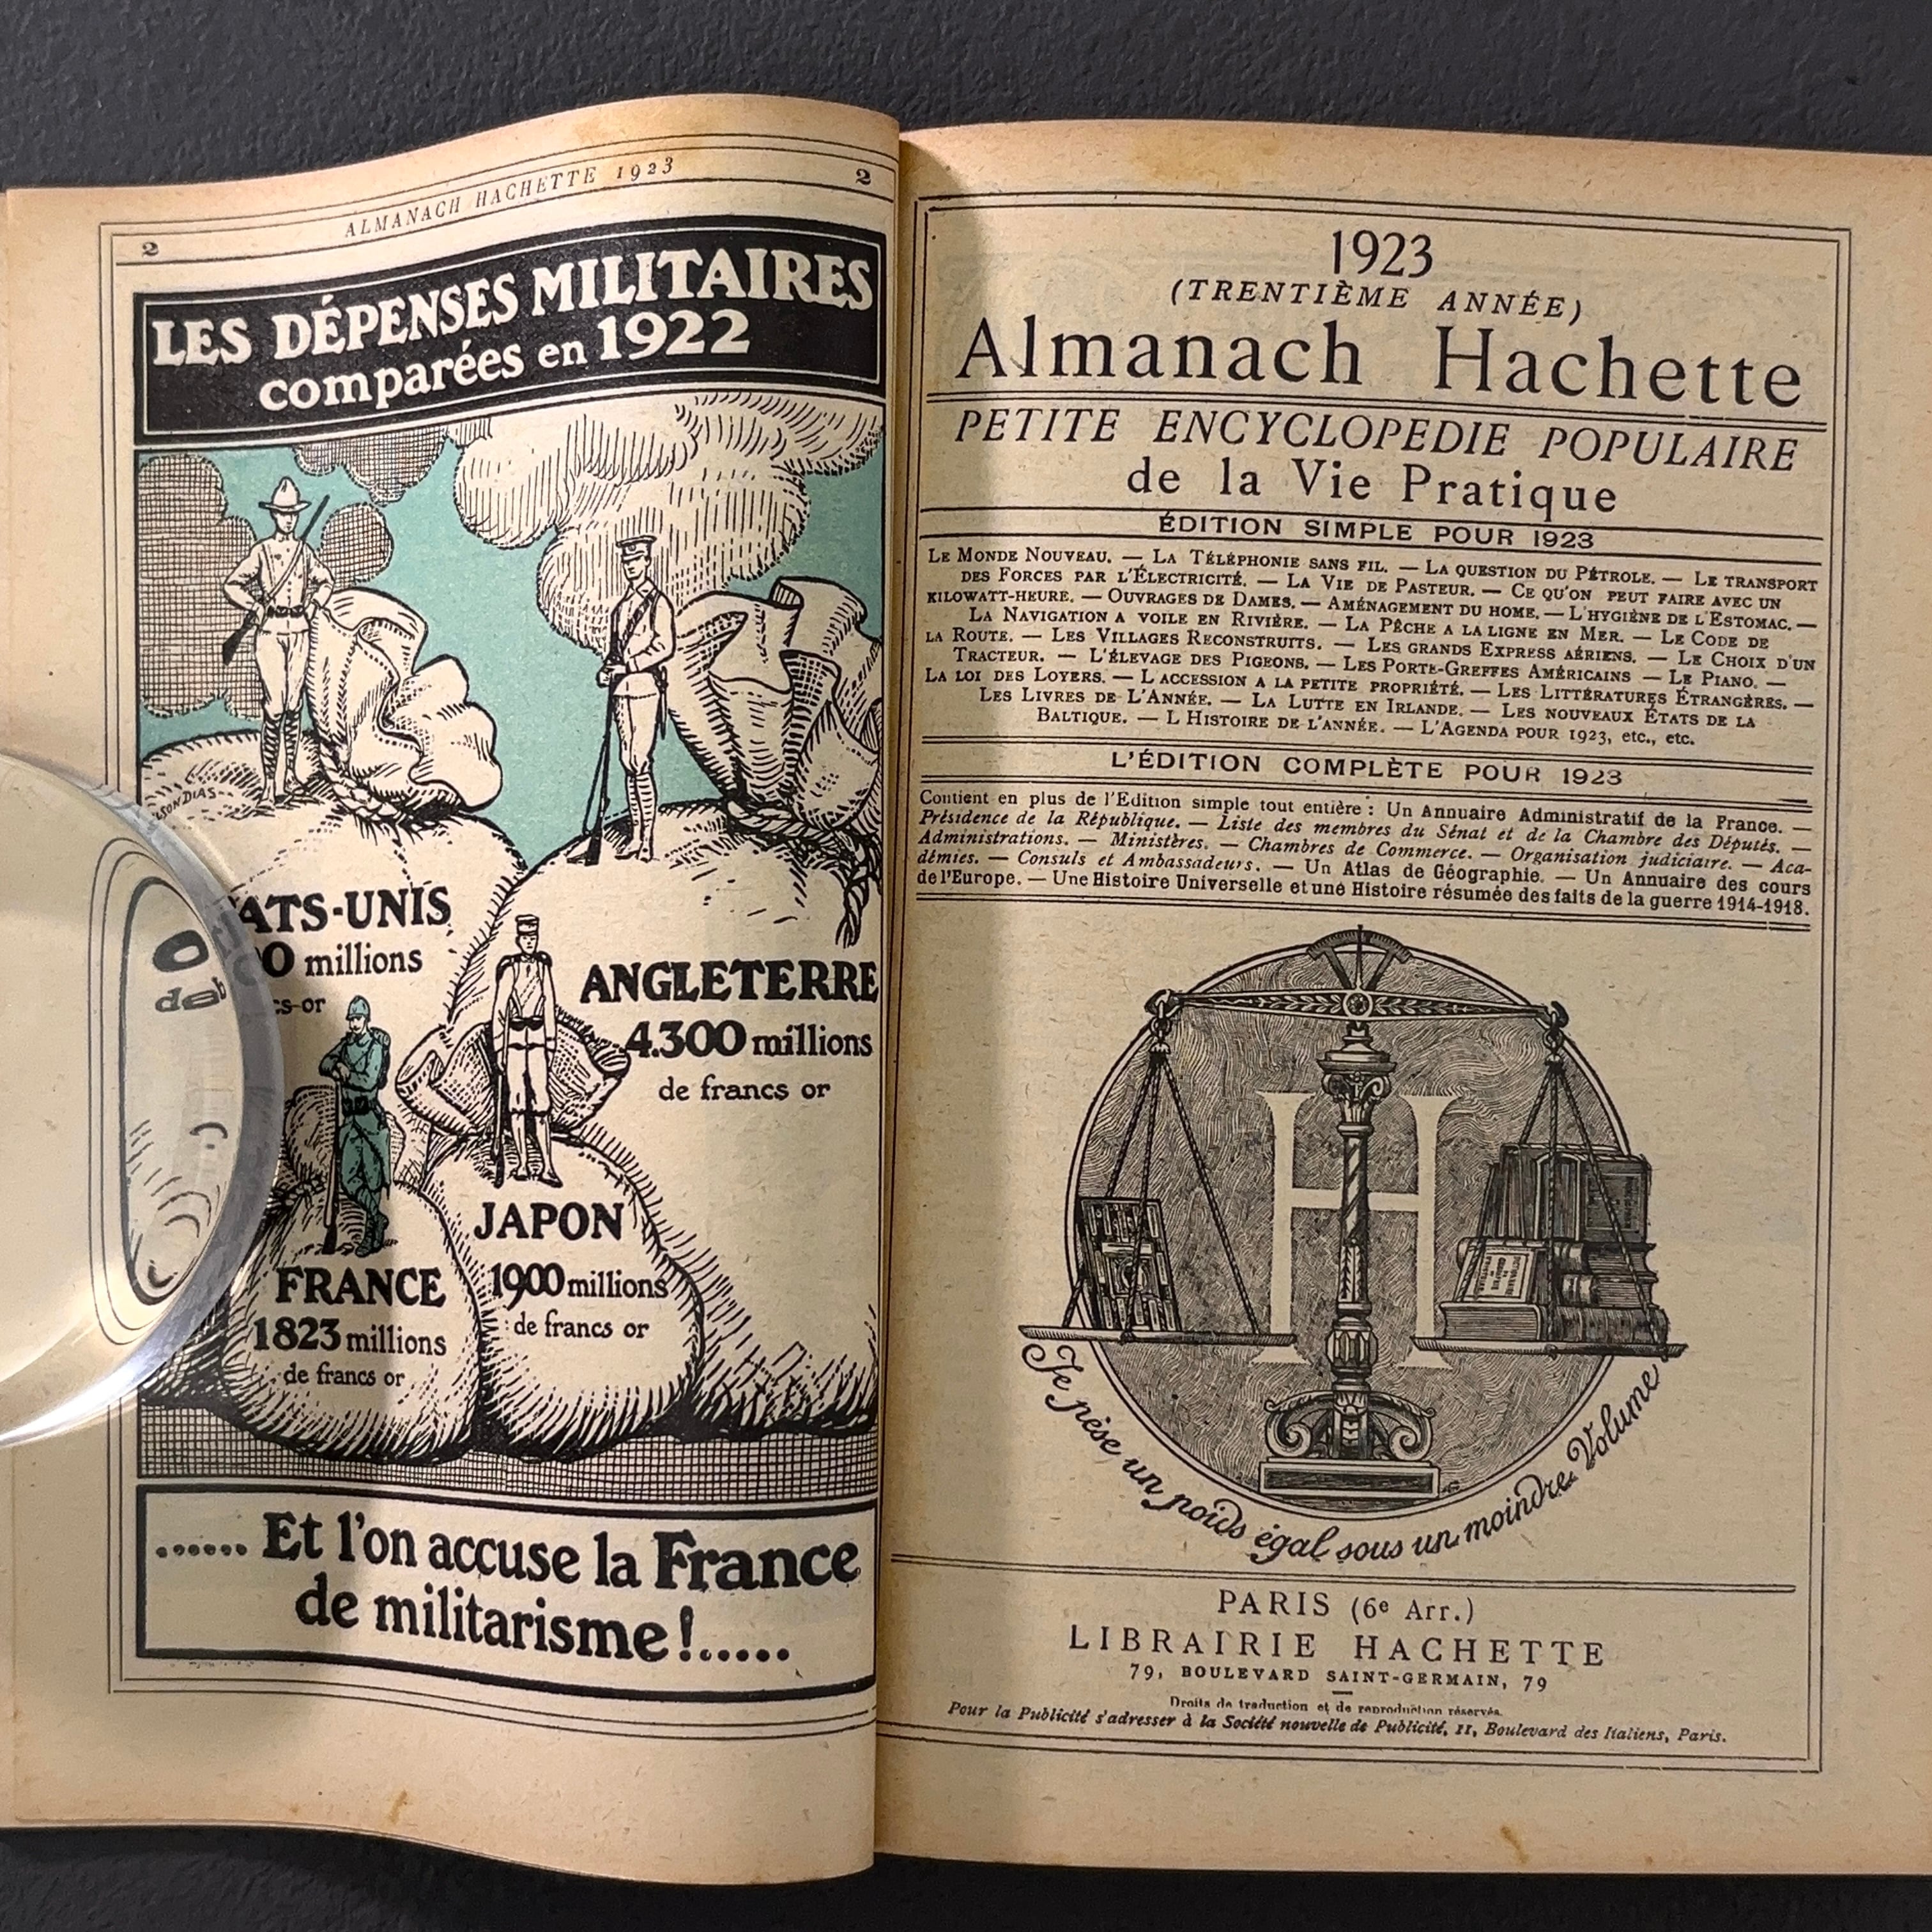 2
ALMANACH HACHETTE 1923
2
LES DÉPENSES MILITAIRES
comparées en 1922
millions
ANGLETERRE
4.300 millions
de francs or
JAPON
1900 millions
de francs or
FRANCE
1823 millions
de francs or
...... Et l'on accuse la France
de militarisme!......
1923
(TRENTIÈME ANNÉE)
Almanach Hachette
PETITE ENCYCLOPEDIE POPULAIRE
de la Vie Pratique
ÉDITION SIMPLE POUR 1923
LE MONDE NOUVEAU. — LA TÉLÉPHONIE SANS FIL. — LA QUESTION DU PÉTROLE. — LE TRANSPORT
DES FORCES PAR L'ÉLECTRICITÉ. — LA VIE DE PASTEUR. — CE QU'ON PEUT FAIRE AVEC UN
KILOWATT-HEURE. — OUVRAGES DE DAMES. — AMÉNAGEMENT DU HOME. — L'HYGIÈNE DE L'ESTOMAC. —
LA NAVIGATION A VOILE EN RIVIÈRE. — LA PÊCHE A LA LIGNE EN MER. — LE CODE DE
LA ROUTE. — LES VILLAGES RECONSTRUITS. — LES GRANDS EXPRESS AÉRIENS. — LE CHOIX D'UN
TRACTEUR. — L'ÉLEVAGE DES PIGEONS. — LES PORTE-GREFFES AMÉRICAINS — LE PIANO. —
LA LOI DES LOYERS. — L'ACCESSION A LA PETITE PROPRIÉTÉ. — LES LITTÉRATURES ÉTRANGÈRES. —
LES LIVRES DE L'ANNÉE. — LA LUTTE EN IRLANDE. — LES NOUVEAUX ÉTATS DE LA
BALTIQUE. — L'HISTOIRE DE L'ANNÉE. — L'AGENDA POUR 1923, etc., etc.
L'ÉDITION COMPLÈTE POUR 1923
Contient en plus de l'Edition simple tout entière : Un Annuaire Administratif de la France. —
Présidence de la République. — Liste des membres du Sénat et de la Chambre des Députés. —
Administrations. — Ministères. — Chambres de Commerce. — Organisation judiciaire. — Aca-
démies. — Consuls et Ambassadeurs. — Un Atlas de Géographie. — Un Annuaire des cours
de l'Europe. — Une Histoire Universelle et une Histoire résumée des faits de la guerre 1914-1918.
H
Je pèse un poids égal sous un moindre Volume
PARIS (6e Arr.)
LIBRAIRIE HACHETTE
79, BOULEVARD SAINT-GERMAIN, 79
Droits de traduction et de reproduction réservés.
Pour la Publicité s'adresser à la Société nouvelle de Publicité, 11, Boulevard des Italiens, Paris.